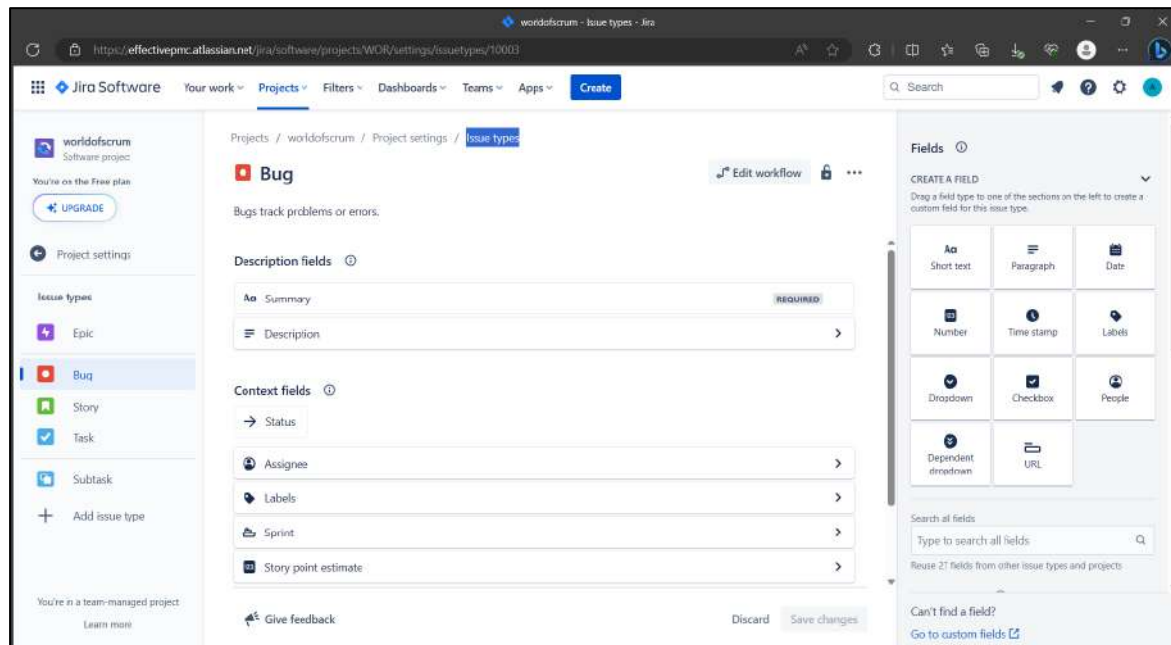 worldofscrum - Issue types - Jira
https://effectivepmc.atlassian.net/jira/software/projects/WOR/settings/issuetypes/10003
Jira Software Your work Projects Filters Dashboards Teams Apps Create Search
worldofscrum
Software project
You're on the Free plan
UPGRADE
Project settings
Issue types
Epic
Bug
Story
Task
Subtask
Add issue type
You're in a team-managed project
Learn more
Projects / worldofscrum / Project settings / Issue types
Bug
Edit workflow
Bugs track problems or errors.
Description fields
Aa Summary REQUIRED
Description
Context fields
Status
Assignee
Labels
Sprint
Story point estimate
Give feedback Discard Save changes
Fields
CREATE A FIELD
Drag a field type to one of the sections on the left to create a
custom field for this issue type.
Aa
Short text Paragraph Date
Number Time stamp Labels
Dropdown Checkbox People
Dependent
dropdown
URL
Search all fields
Type to search all fields
Reuse 21 fields from other issue types and projects
Can't find a field?
Go to custom fields